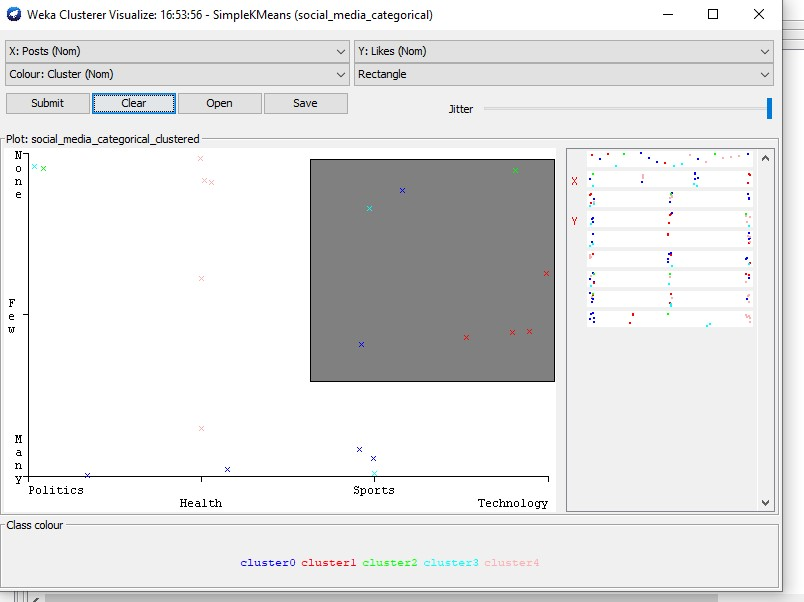 Weka Clusterer Visualize: 16:53:56 - SimpleKMeans (social_media_categorical)
X: Posts (Nom)
Y: Likes (Nom)
Colour: Cluster (Nom)
Rectangle
Submit
Clear
Open
Save
Jitter
Plot: social_media_categorical_clustered
None
Few
Many
X
Y
Politics
Health
Sports
Technology
Class colour
cluster0 cluster1 cluster2 cluster3 cluster4